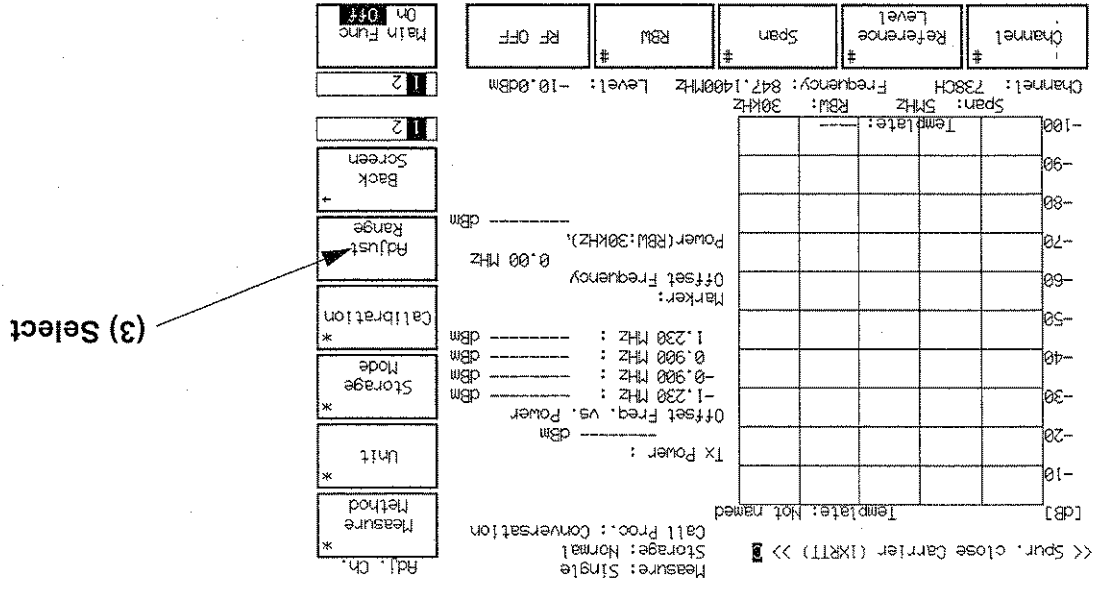 << Spur. close Carrier (1XRTT) >>
Measure: Single
Storage: Normal
Call Proc.: Conversation
[dB]
Template: Not named
-10
-20
-30
-40
-50
-60
-70
-80
-90
-100
Template: ----
Tx Power :
-------- dBm
Offset Freq. vs. Power
-1.230 MHz : -------- dBm
-0.900 MHz : -------- dBm
0.900 MHz : -------- dBm
1.230 MHz : -------- dBm
Marker:
Offset Frequency
0.00 MHz
Power(RBW:30kHz),
-------- dBm
Span: 5MHz RBW: 30kHz
Channel: 738CH Frequency: 847.1400MHz Level: -10.0dBm
Channel
#
Reference
Level
#
Span
#
RBW
#
RF OFF
Adj. Ch.
Measure
Method
*
Unit
*
Storage
Mode
*
Calibration
*
Adjust
Range
Back
Screen
1 2
1 2
Main Func
On Off
(3) Select